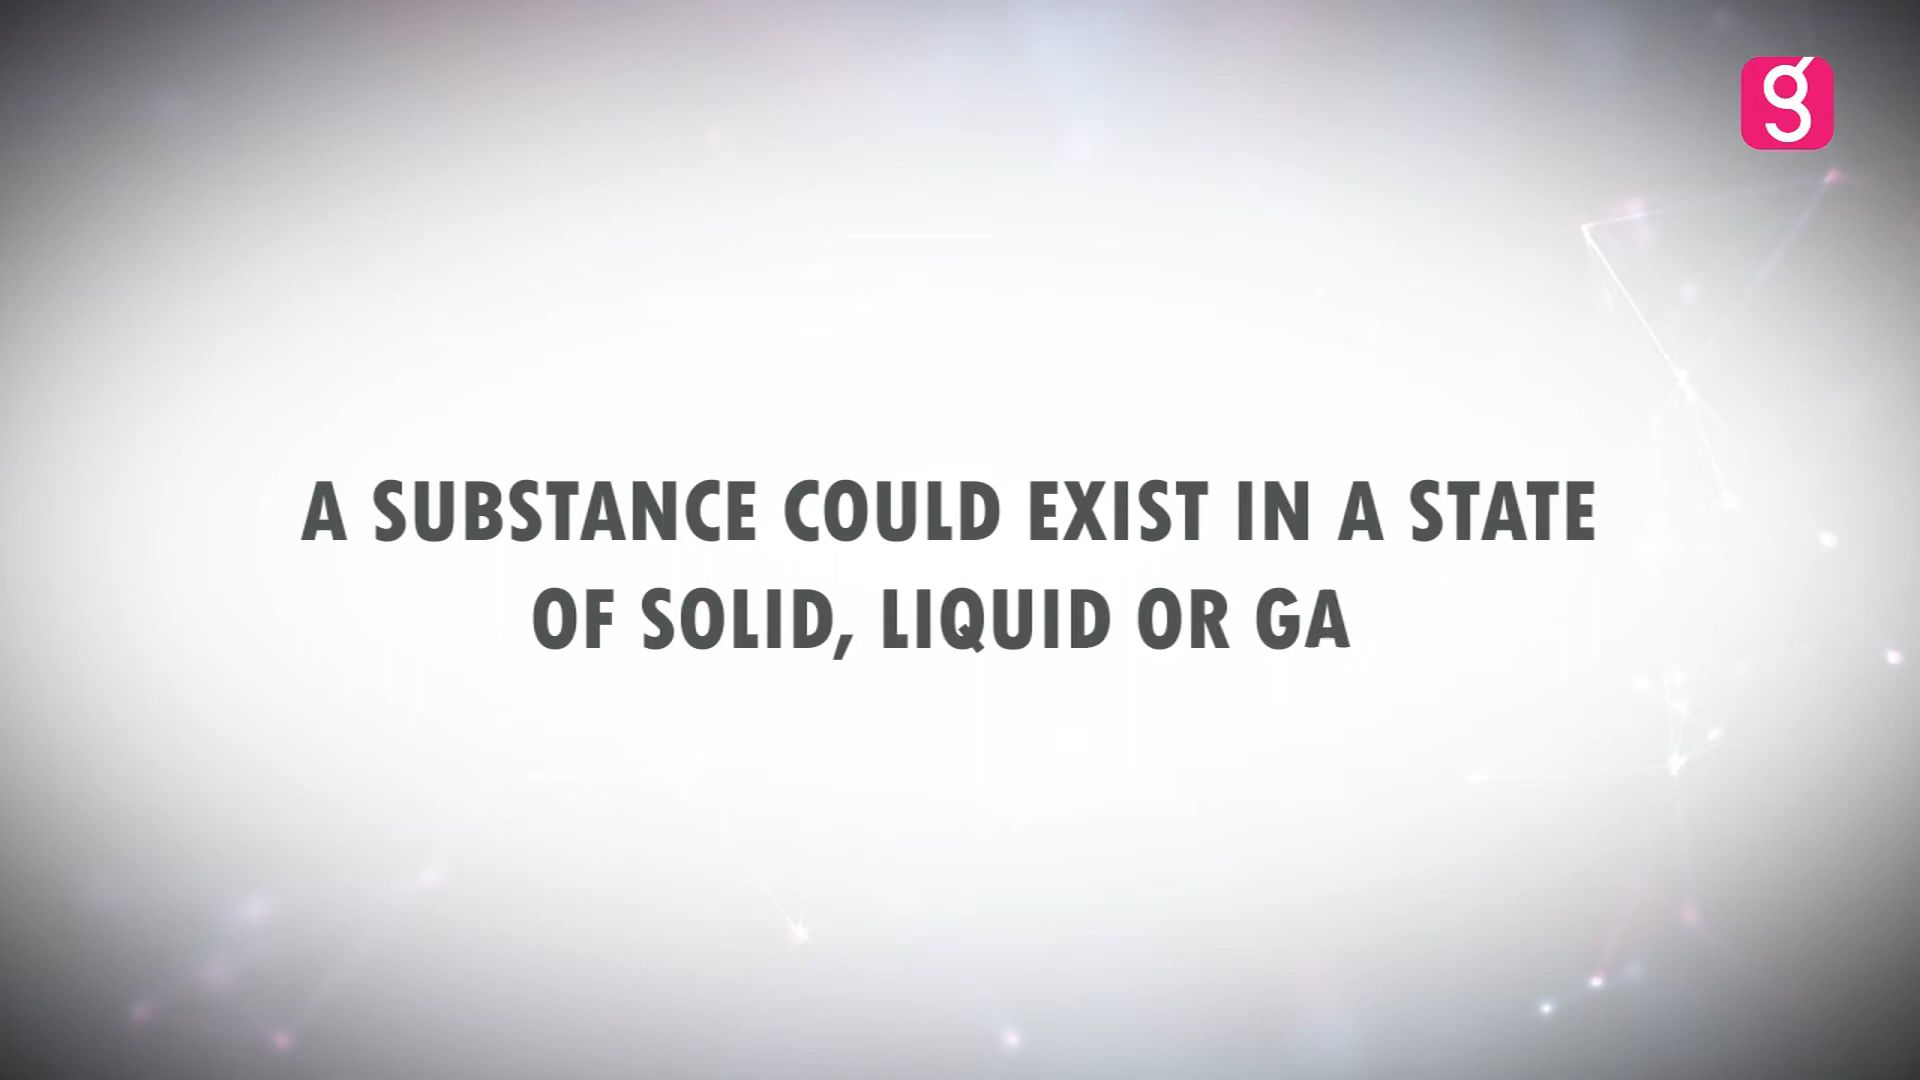 A SUBSTANCE COULD EXIST IN A STATE
OF SOLID, LIQUID OR GA